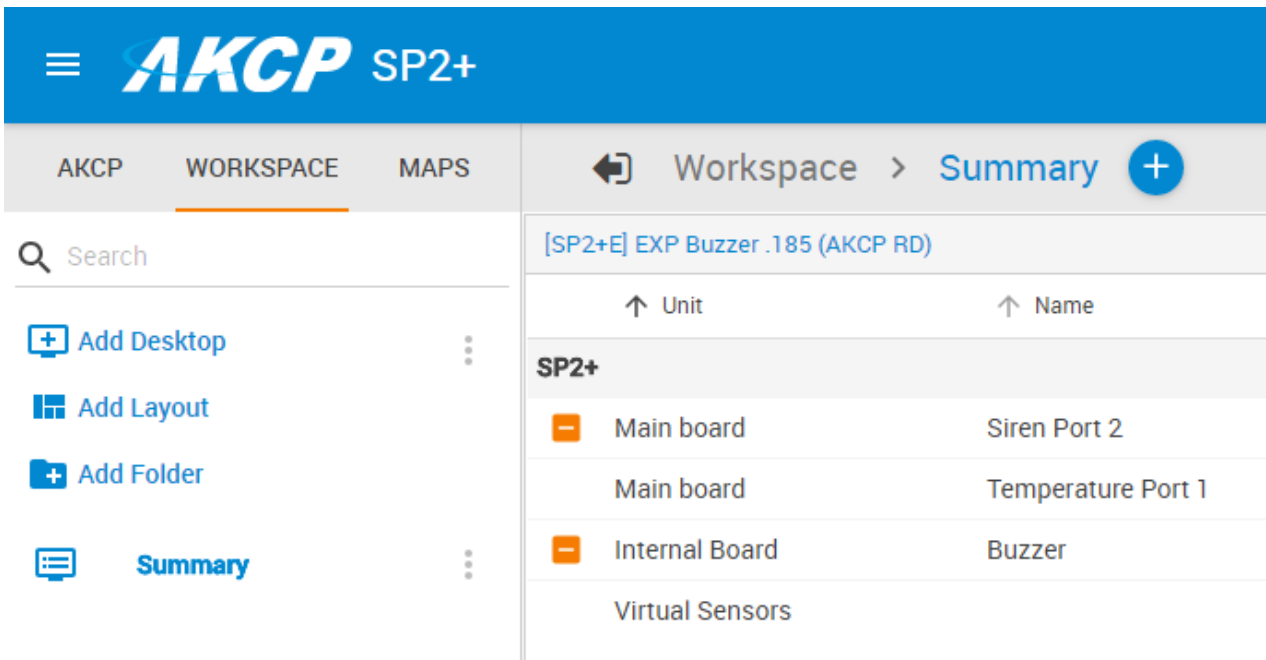 AKCP SP2+
AKCP WORKSPACE MAPS
Workspace > Summary
Search
Add Desktop
Add Layout
Add Folder
Summary
[SP2+E] EXP Buzzer .185 (AKCP RD)
Unit Name
SP2+
Main board Siren Port 2
Main board Temperature Port 1
Internal Board Buzzer
Virtual Sensors